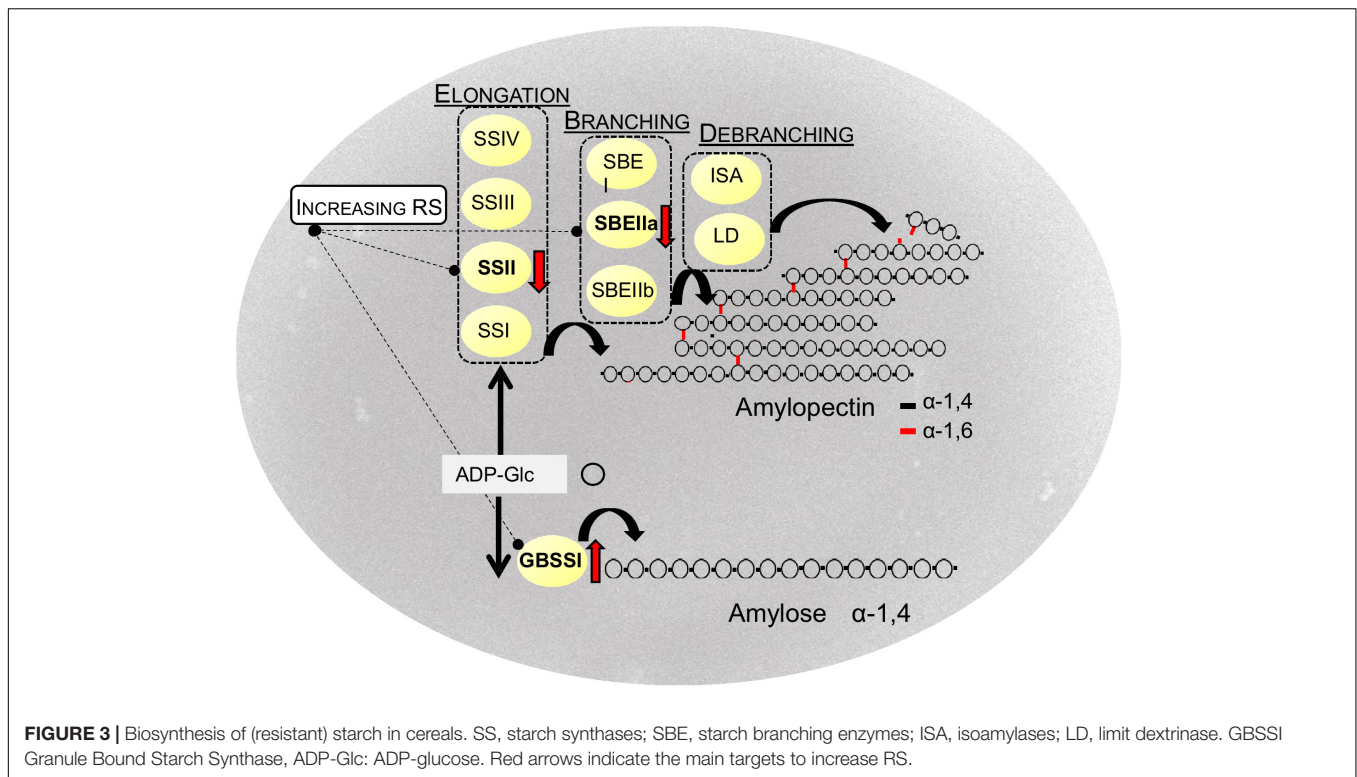 ELONGATION
BRANCHING
DEBRANCHING
SSIV
SSIII
SSII
SSI
SBE
I
SBEIIa
SBEIIb
ISA
LD
INCREASING RS
Amylopectin
α-1,4
α-1,6
ADP-Glc
GBSSI
Amylose α-1,4
FIGURE 3 | Biosynthesis of (resistant) starch in cereals. SS, starch synthases; SBE, starch branching enzymes; ISA, isoamylases; LD, limit dextrinase. GBSSI
Granule Bound Starch Synthase, ADP-Glc: ADP-glucose. Red arrows indicate the main targets to increase RS.